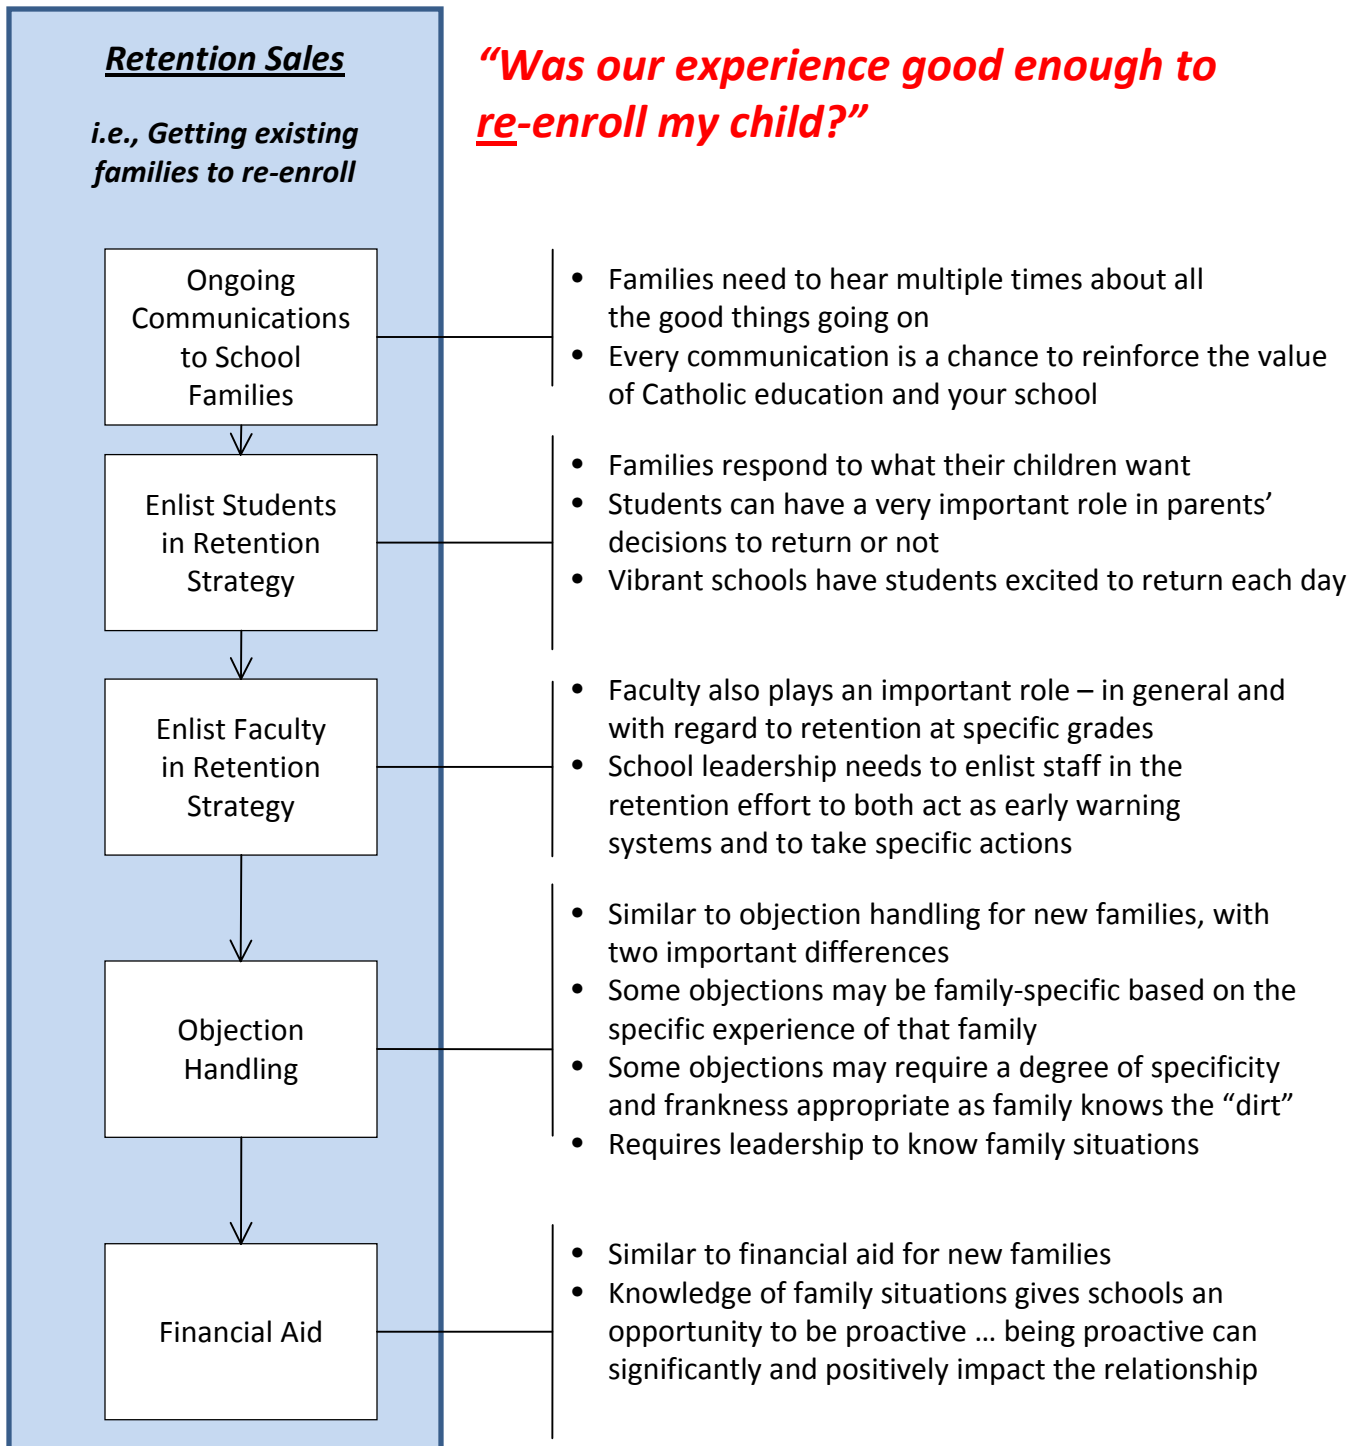 Retention Sales
i.e., Getting existing
families to re-enroll
“Was our experience good enough to
re-enroll my child?”
Ongoing
Communications
to School
Families
• Families need to hear multiple times about all
the good things going on
• Every communication is a chance to reinforce the value
of Catholic education and your school
Enlist Students
in Retention
Strategy
• Families respond to what their children want
• Students can have a very important role in parents’
decisions to return or not
• Vibrant schools have students excited to return each day
Enlist Faculty
in Retention
Strategy
• Faculty also plays an important role – in general and
with regard to retention at specific grades
• School leadership needs to enlist staff in the
retention effort to both act as early warning
systems and to take specific actions
Objection
Handling
• Similar to objection handling for new families, with
two important differences
• Some objections may be family-specific based on the
specific experience of that family
• Some objections may require a degree of specificity
and frankness appropriate as family knows the “dirt”
• Requires leadership to know family situations
Financial Aid
• Similar to financial aid for new families
• Knowledge of family situations gives schools an
opportunity to be proactive … being proactive can
significantly and positively impact the relationship